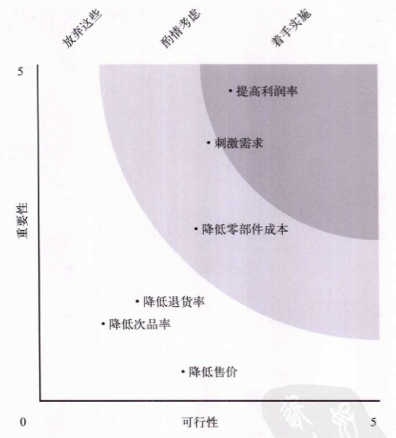 放弃这些
酌情考虑
着手实施
5
·提高利润率
·刺激需求
重要性
·降低零部件成本
·降低退货率
·降低次品率
·降低售价
0
可行性
5